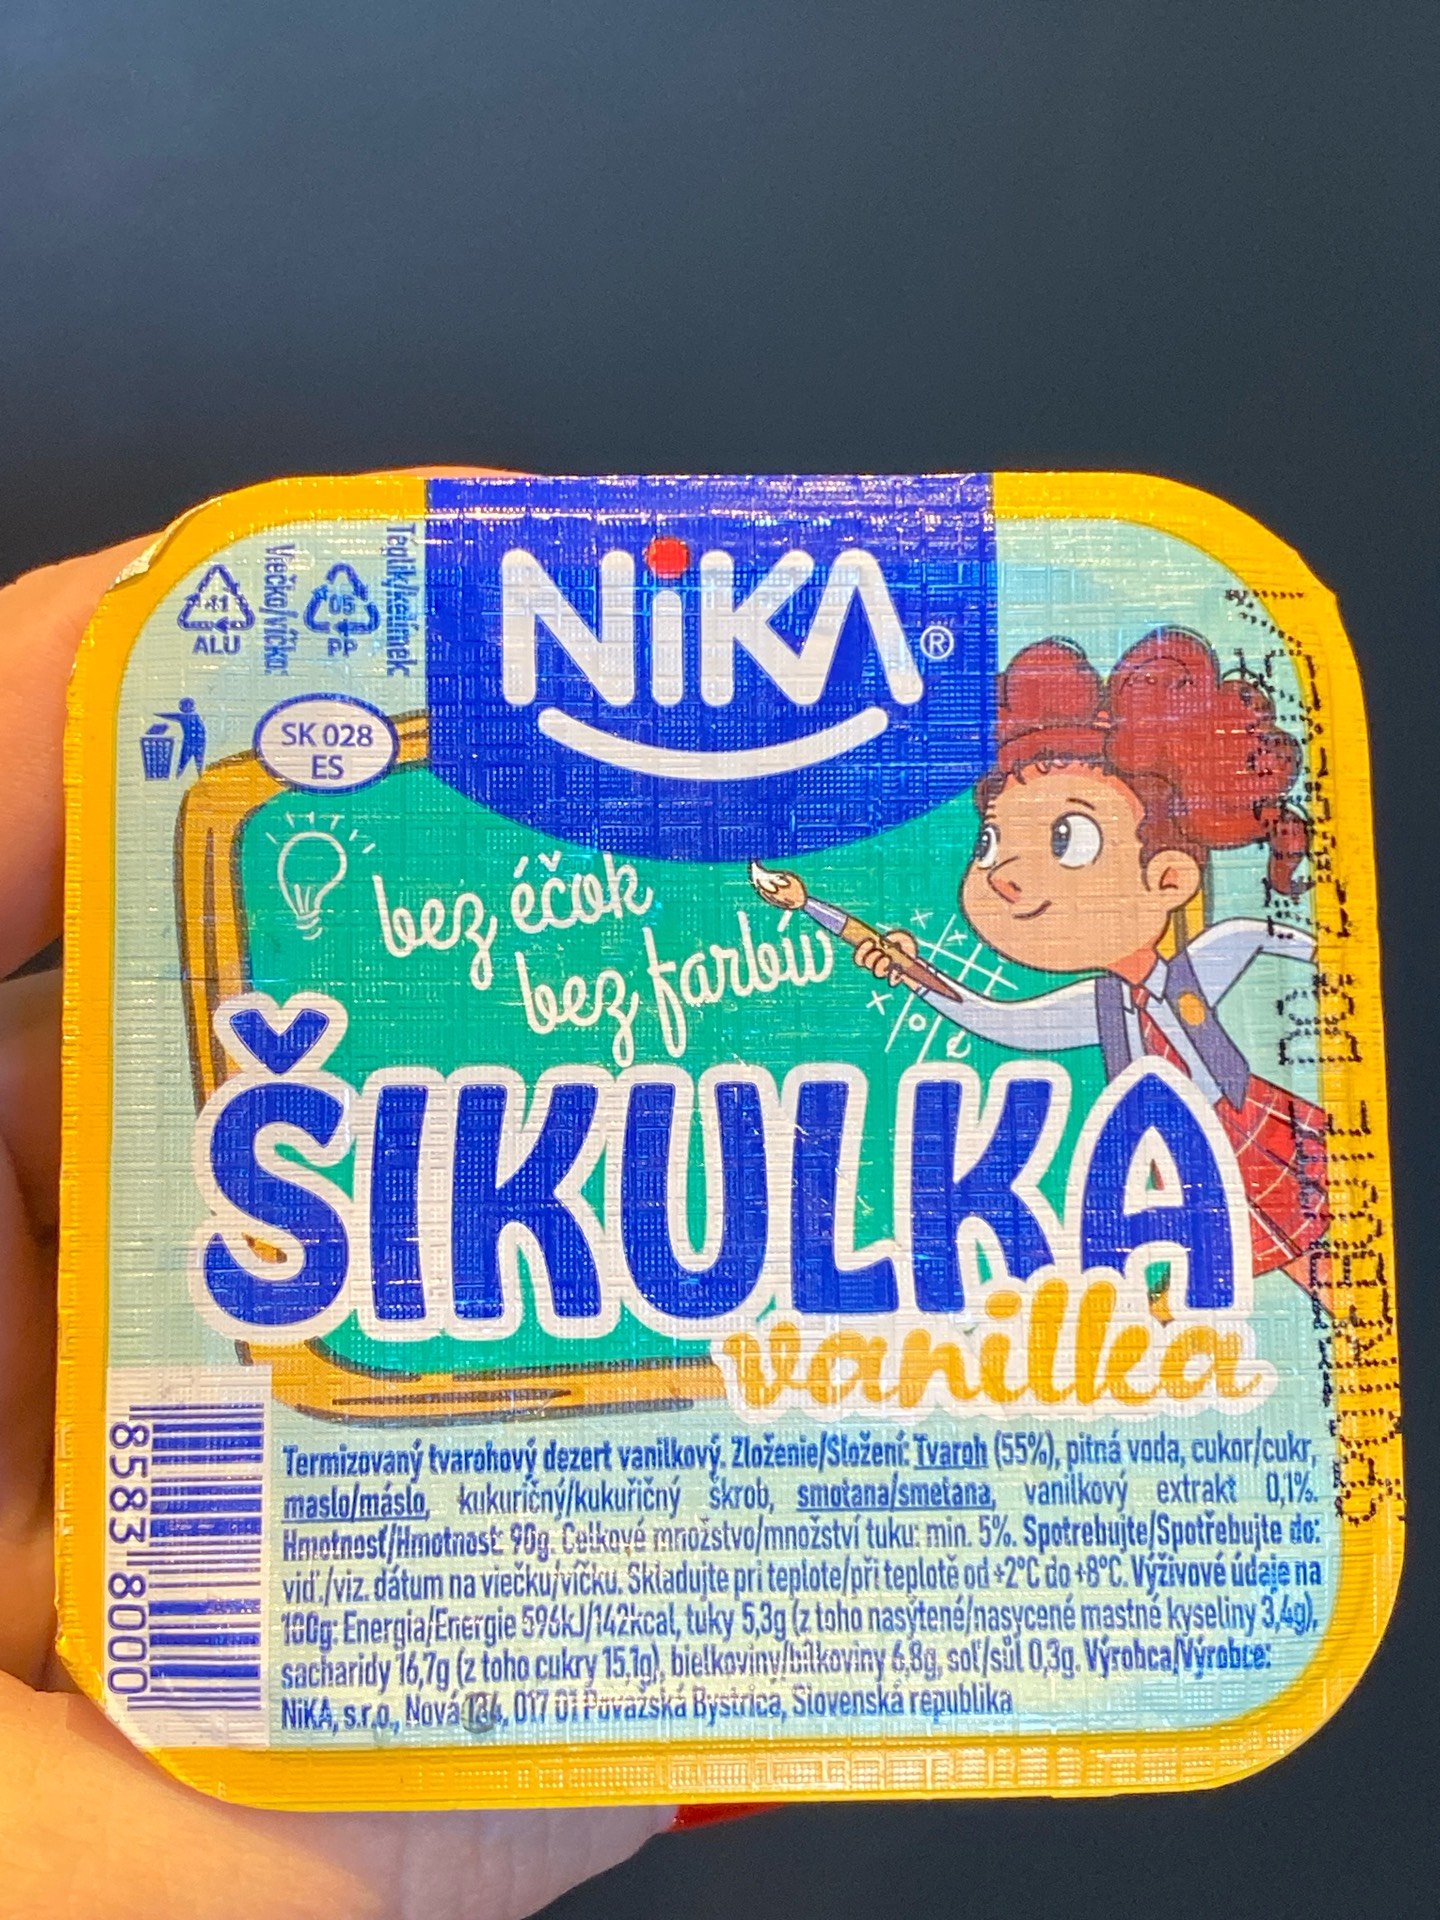 NiKA®
Téglik/kelímek
Viečko/víčko:
41
ALU
05
PP
SK 028
ES
bez éčok
bez farbív
ŠIKULKA
vanilka
Termizovaný tvarohový dezert vanilkový. Zloženie/Složení: Tvaroh (55%), pitná voda, cukor/cukr,
maslo/máslo, kukuričný/kukuřičný škrob, smotana/smetana, vanilkový extrakt 0,1%.
Hmotnosť/Hmotnost: 90g. Celkové množstvo/množství tuku: min. 5%. Spotrebujte/Spotřebujte do:
viď./viz. dátum na viečku/víčku. Skladujte pri teplote/při teplotě od +2°C do +8°C. Výživové údaje na
100g: Energia/Energie 596kJ/142kcal, tuky 5,3g (z toho nasýtené/nasycené mastné kyseliny 3,4g),
sacharidy 16,7g (z toho cukry 15,1g), bielkoviny/bílkoviny 6,8g, soľ/sůl 0,3g. Výrobca/Výrobce:
NiKA, s.r.o., Nová 134, 017 01 Považská Bystrica, Slovenská republika
8583 8000